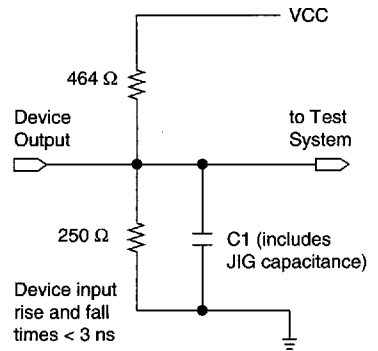 VCC
464 Ω
Device
Output
to Test
System
250 Ω
C1 (includes
JIG capacitance)
Device input
rise and fall
times < 3 ns